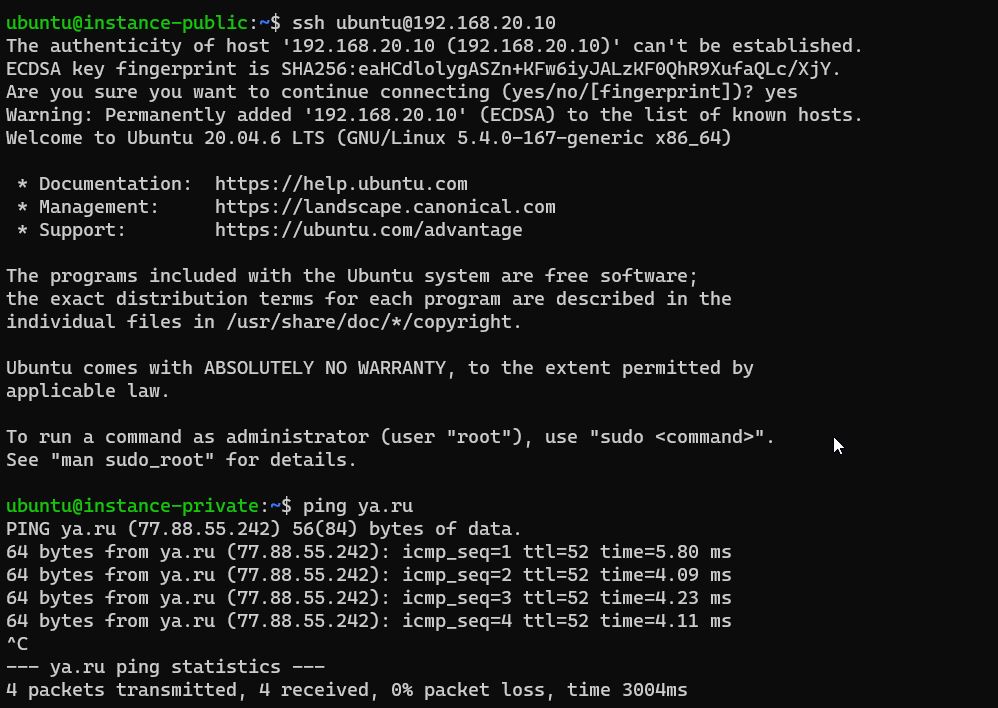 ubuntu@instance-public:~$ ssh ubuntu@192.168.20.10
The authenticity of host '192.168.20.10 (192.168.20.10)' can't be established.
ECDSA key fingerprint is SHA256:eaHCdlolygASZn+KFw6iyJALzKF0QhR9XufaQLc/XjY.
Are you sure you want to continue connecting (yes/no/[fingerprint])? yes
Warning: Permanently added '192.168.20.10' (ECDSA) to the list of known hosts.
Welcome to Ubuntu 20.04.6 LTS (GNU/Linux 5.4.0-167-generic x86_64)

 * Documentation:  https://help.ubuntu.com
 * Management:     https://landscape.canonical.com
 * Support:        https://ubuntu.com/advantage

The programs included with the Ubuntu system are free software;
the exact distribution terms for each program are described in the
individual files in /usr/share/doc/*/copyright.

Ubuntu comes with ABSOLUTELY NO WARRANTY, to the extent permitted by
applicable law.

To run a command as administrator (user "root"), use "sudo <command>".
See "man sudo_root" for details.

ubuntu@instance-private:~$ ping ya.ru
PING ya.ru (77.88.55.242) 56(84) bytes of data.
64 bytes from ya.ru (77.88.55.242): icmp_seq=1 ttl=52 time=5.80 ms
64 bytes from ya.ru (77.88.55.242): icmp_seq=2 ttl=52 time=4.09 ms
64 bytes from ya.ru (77.88.55.242): icmp_seq=3 ttl=52 time=4.23 ms
64 bytes from ya.ru (77.88.55.242): icmp_seq=4 ttl=52 time=4.11 ms
^C
--- ya.ru ping statistics ---
4 packets transmitted, 4 received, 0% packet loss, time 3004ms